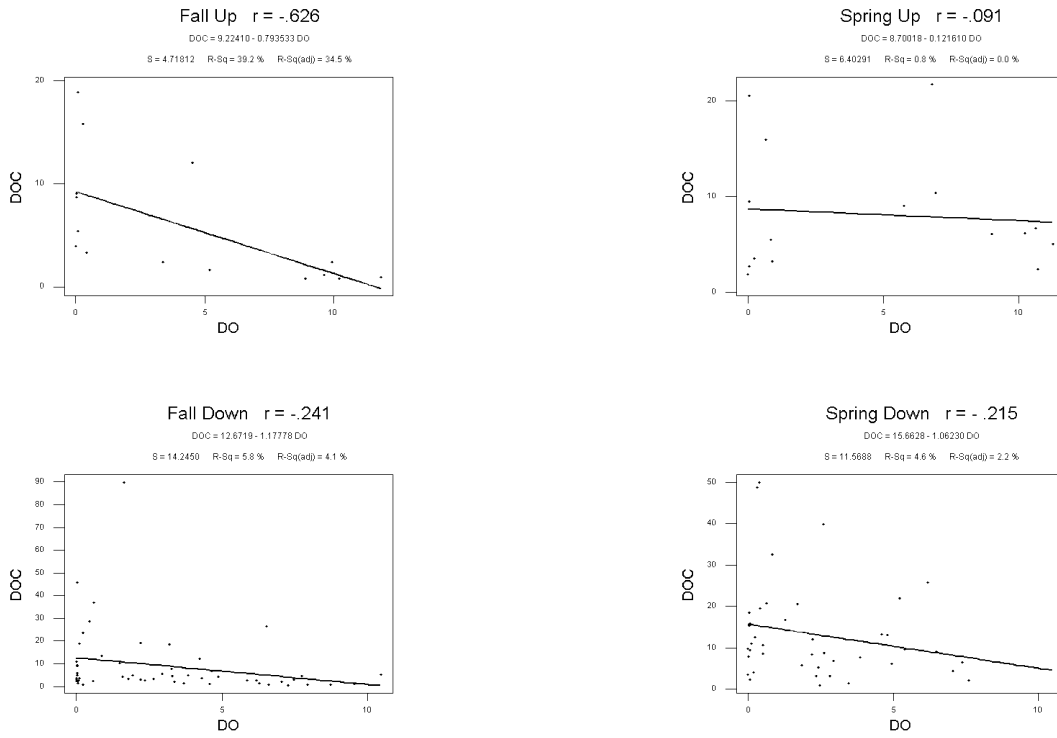 Fall Up r = -.626
DOC = 9.22410 - 0.793533 DO
S = 4.71812 R-Sq = 39.2 % R-Sq(adj) = 34.5 %
20
10
0
DOC
0 5 10
DO
Spring Up r = -.091
DOC = 8.70018 - 0.121610 DO
S = 6.40291 R-Sq = 0.8 % R-Sq(adj) = 0.0 %
20
10
0
DOC
0 5 10
DO
Fall Down r = -.241
DOC = 12.6719 - 1.17778 DO
S = 14.2450 R-Sq = 5.8 % R-Sq(adj) = 4.1 %
90
80
70
60
50
40
30
20
10
0
DOC
0 5 10
DO
Spring Down r = - .215
DOC = 15.6628 - 1.06230 DO
S = 11.5688 R-Sq = 4.6 % R-Sq(adj) = 2.2 %
50
40
30
20
10
0
DOC
0 5 10
DO